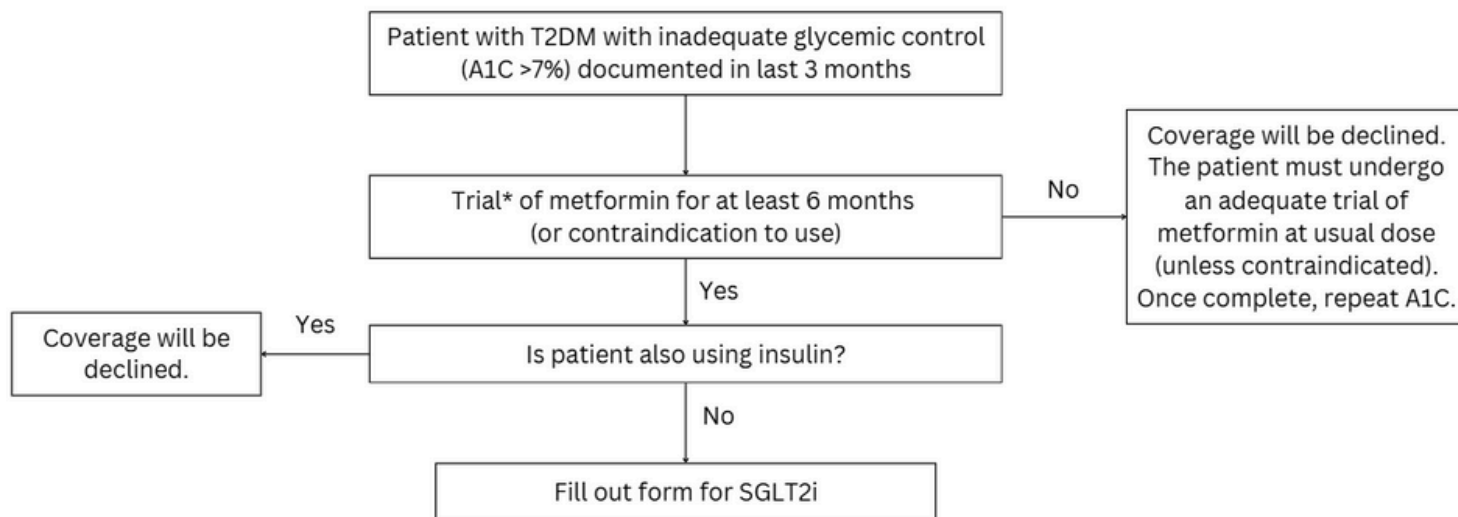 Patient with T2DM with inadequate glycemic control
(A1C >7%) documented in last 3 months
Trial* of metformin for at least 6 months
(or contraindication to use)
No
Coverage will be declined.
The patient must undergo
an adequate trial of
metformin at usual dose
(unless contraindicated).
Once complete, repeat A1C.
Yes
Is patient also using insulin?
Yes
Coverage will be
declined.
No
Fill out form for SGLT2i